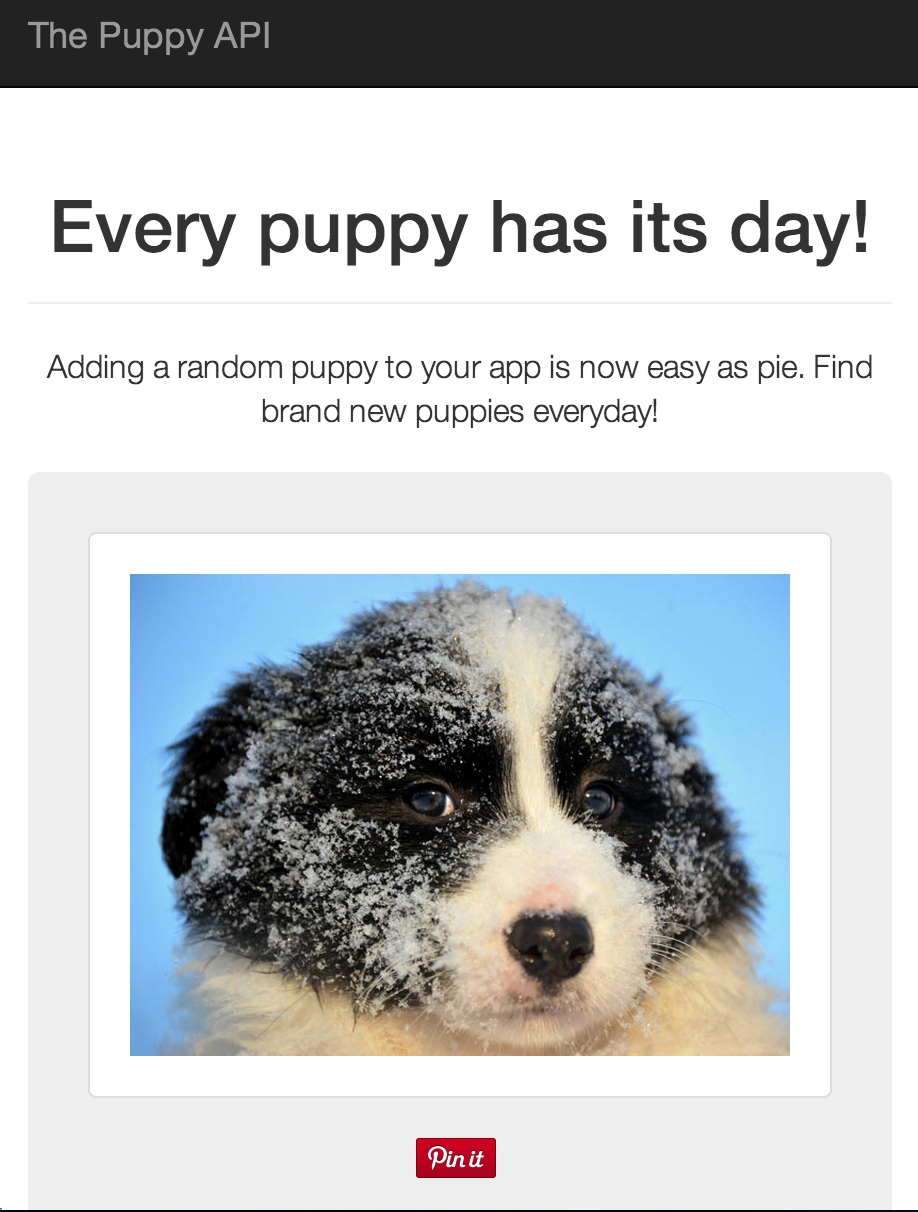 The Puppy API
Every puppy has its day!
Adding a random puppy to your app is now easy as pie. Find
brand new puppies everyday!
Pin it